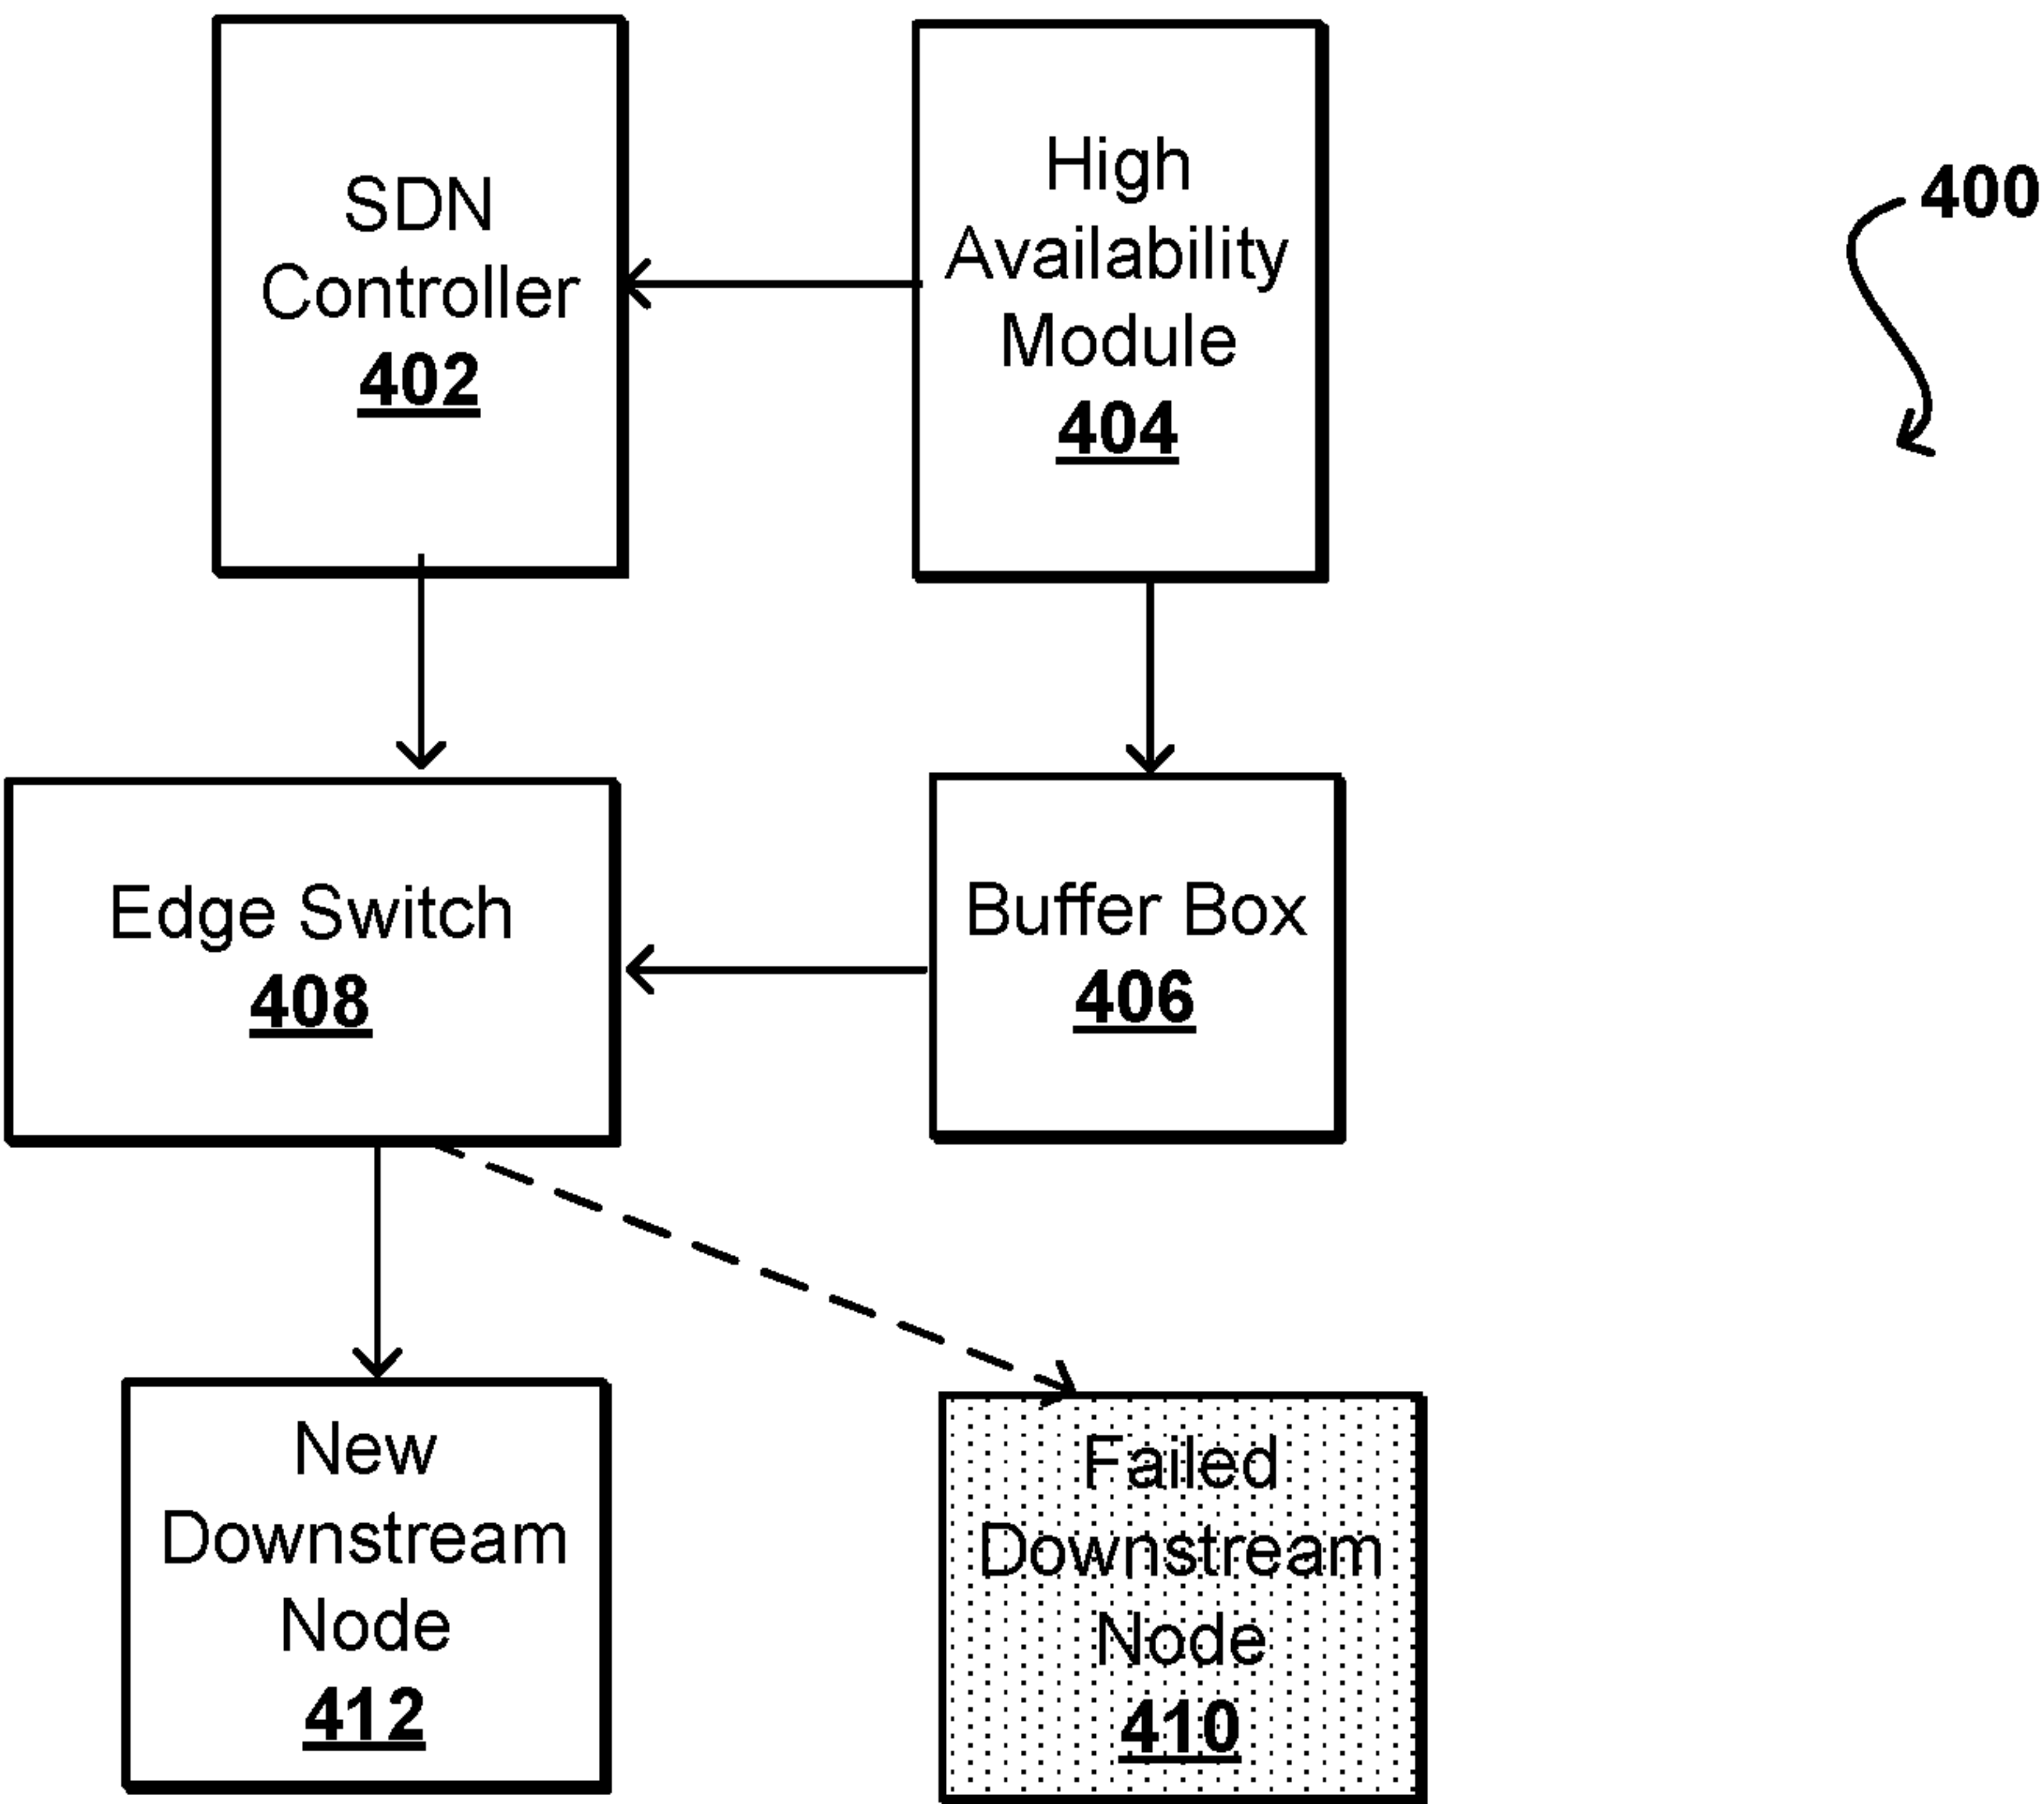 SDN
Controller
402
High
Availability
Module
404
400
Edge Switch
408
Buffer Box
406
New
Downstream
Node
412
Failed
Downstream
Node
410